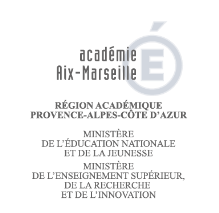 académie
Aix-Marseille
É
RÉGION ACADÉMIQUE
PROVENCE-ALPES-CÔTE D'AZUR
MINISTÈRE
DE L'ÉDUCATION NATIONALE
ET DE LA JEUNESSE
MINISTÈRE
DE L'ENSEIGNEMENT SUPÉRIEUR,
DE LA RECHERCHE
ET DE L'INNOVATION